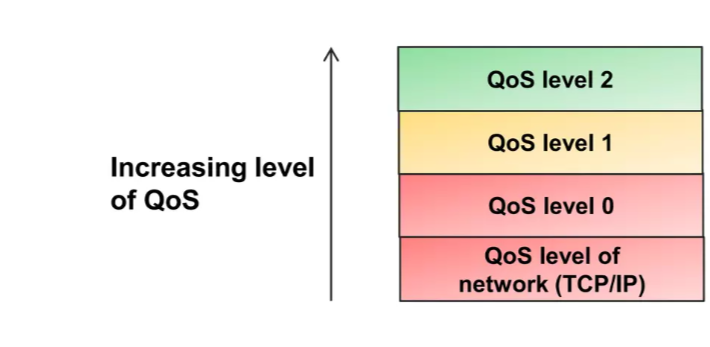 QoS level 2
QoS level 1
Increasing level
of QoS
QoS level 0
QoS level of
network (TCP/IP)